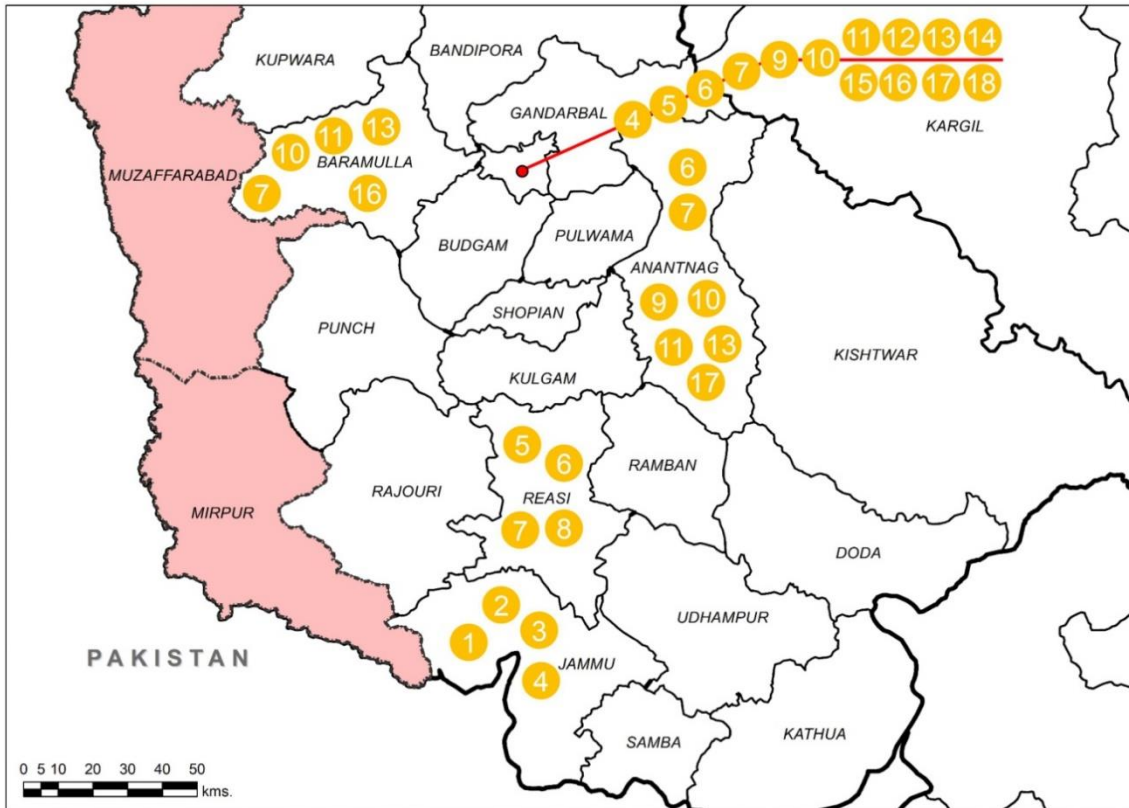 KUPWARA
BANDIPORA
11 12 13 14
4 5 6 7 9 10
15 16 17 18
GANDARBAL
KARGIL
MUZAFFARABAD
10 11 13
BARAMULLA
7 16
6
7
BUDGAM
PULWAMA
ANANTNAG
9 10
11 13
17
SHOPIAN
PUNCH
KULGAM
KISHTWAR
5 6
REASI
7 8
RAMBAN
RAJOURI
MIRPUR
DODA
UDHAMPUR
2
1 3
JAMMU
4
PAKISTAN
SAMBA
KATHUA
0 5 10 20 30 40 50
kms.